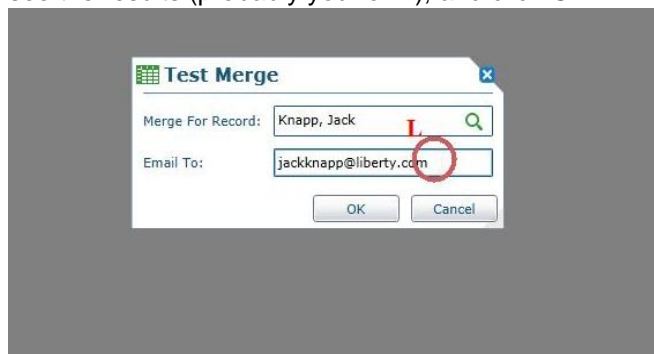 Test Merge
Merge For Record: Knapp, Jack
L
Email To: jackknapp@liberty.com
OK Cancel